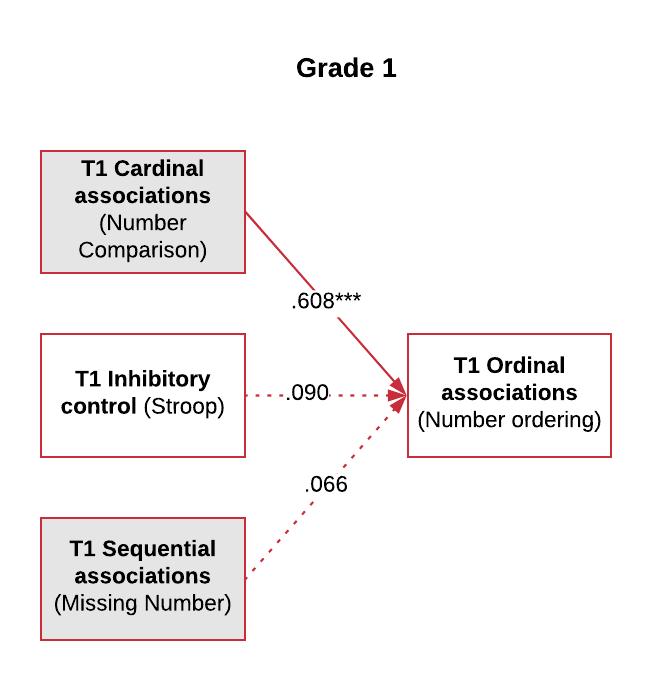 Grade 1
T1 Cardinal
associations
(Number
Comparison)
.608***
T1 Inhibitory
control (Stroop)
.090
T1 Ordinal
associations
(Number ordering)
.066
T1 Sequential
associations
(Missing Number)